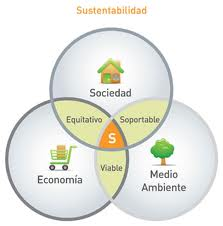 Sustentabilidad
Sociedad
Equitativo
Soportable
S
Economía
Viable
Medio
Ambiente